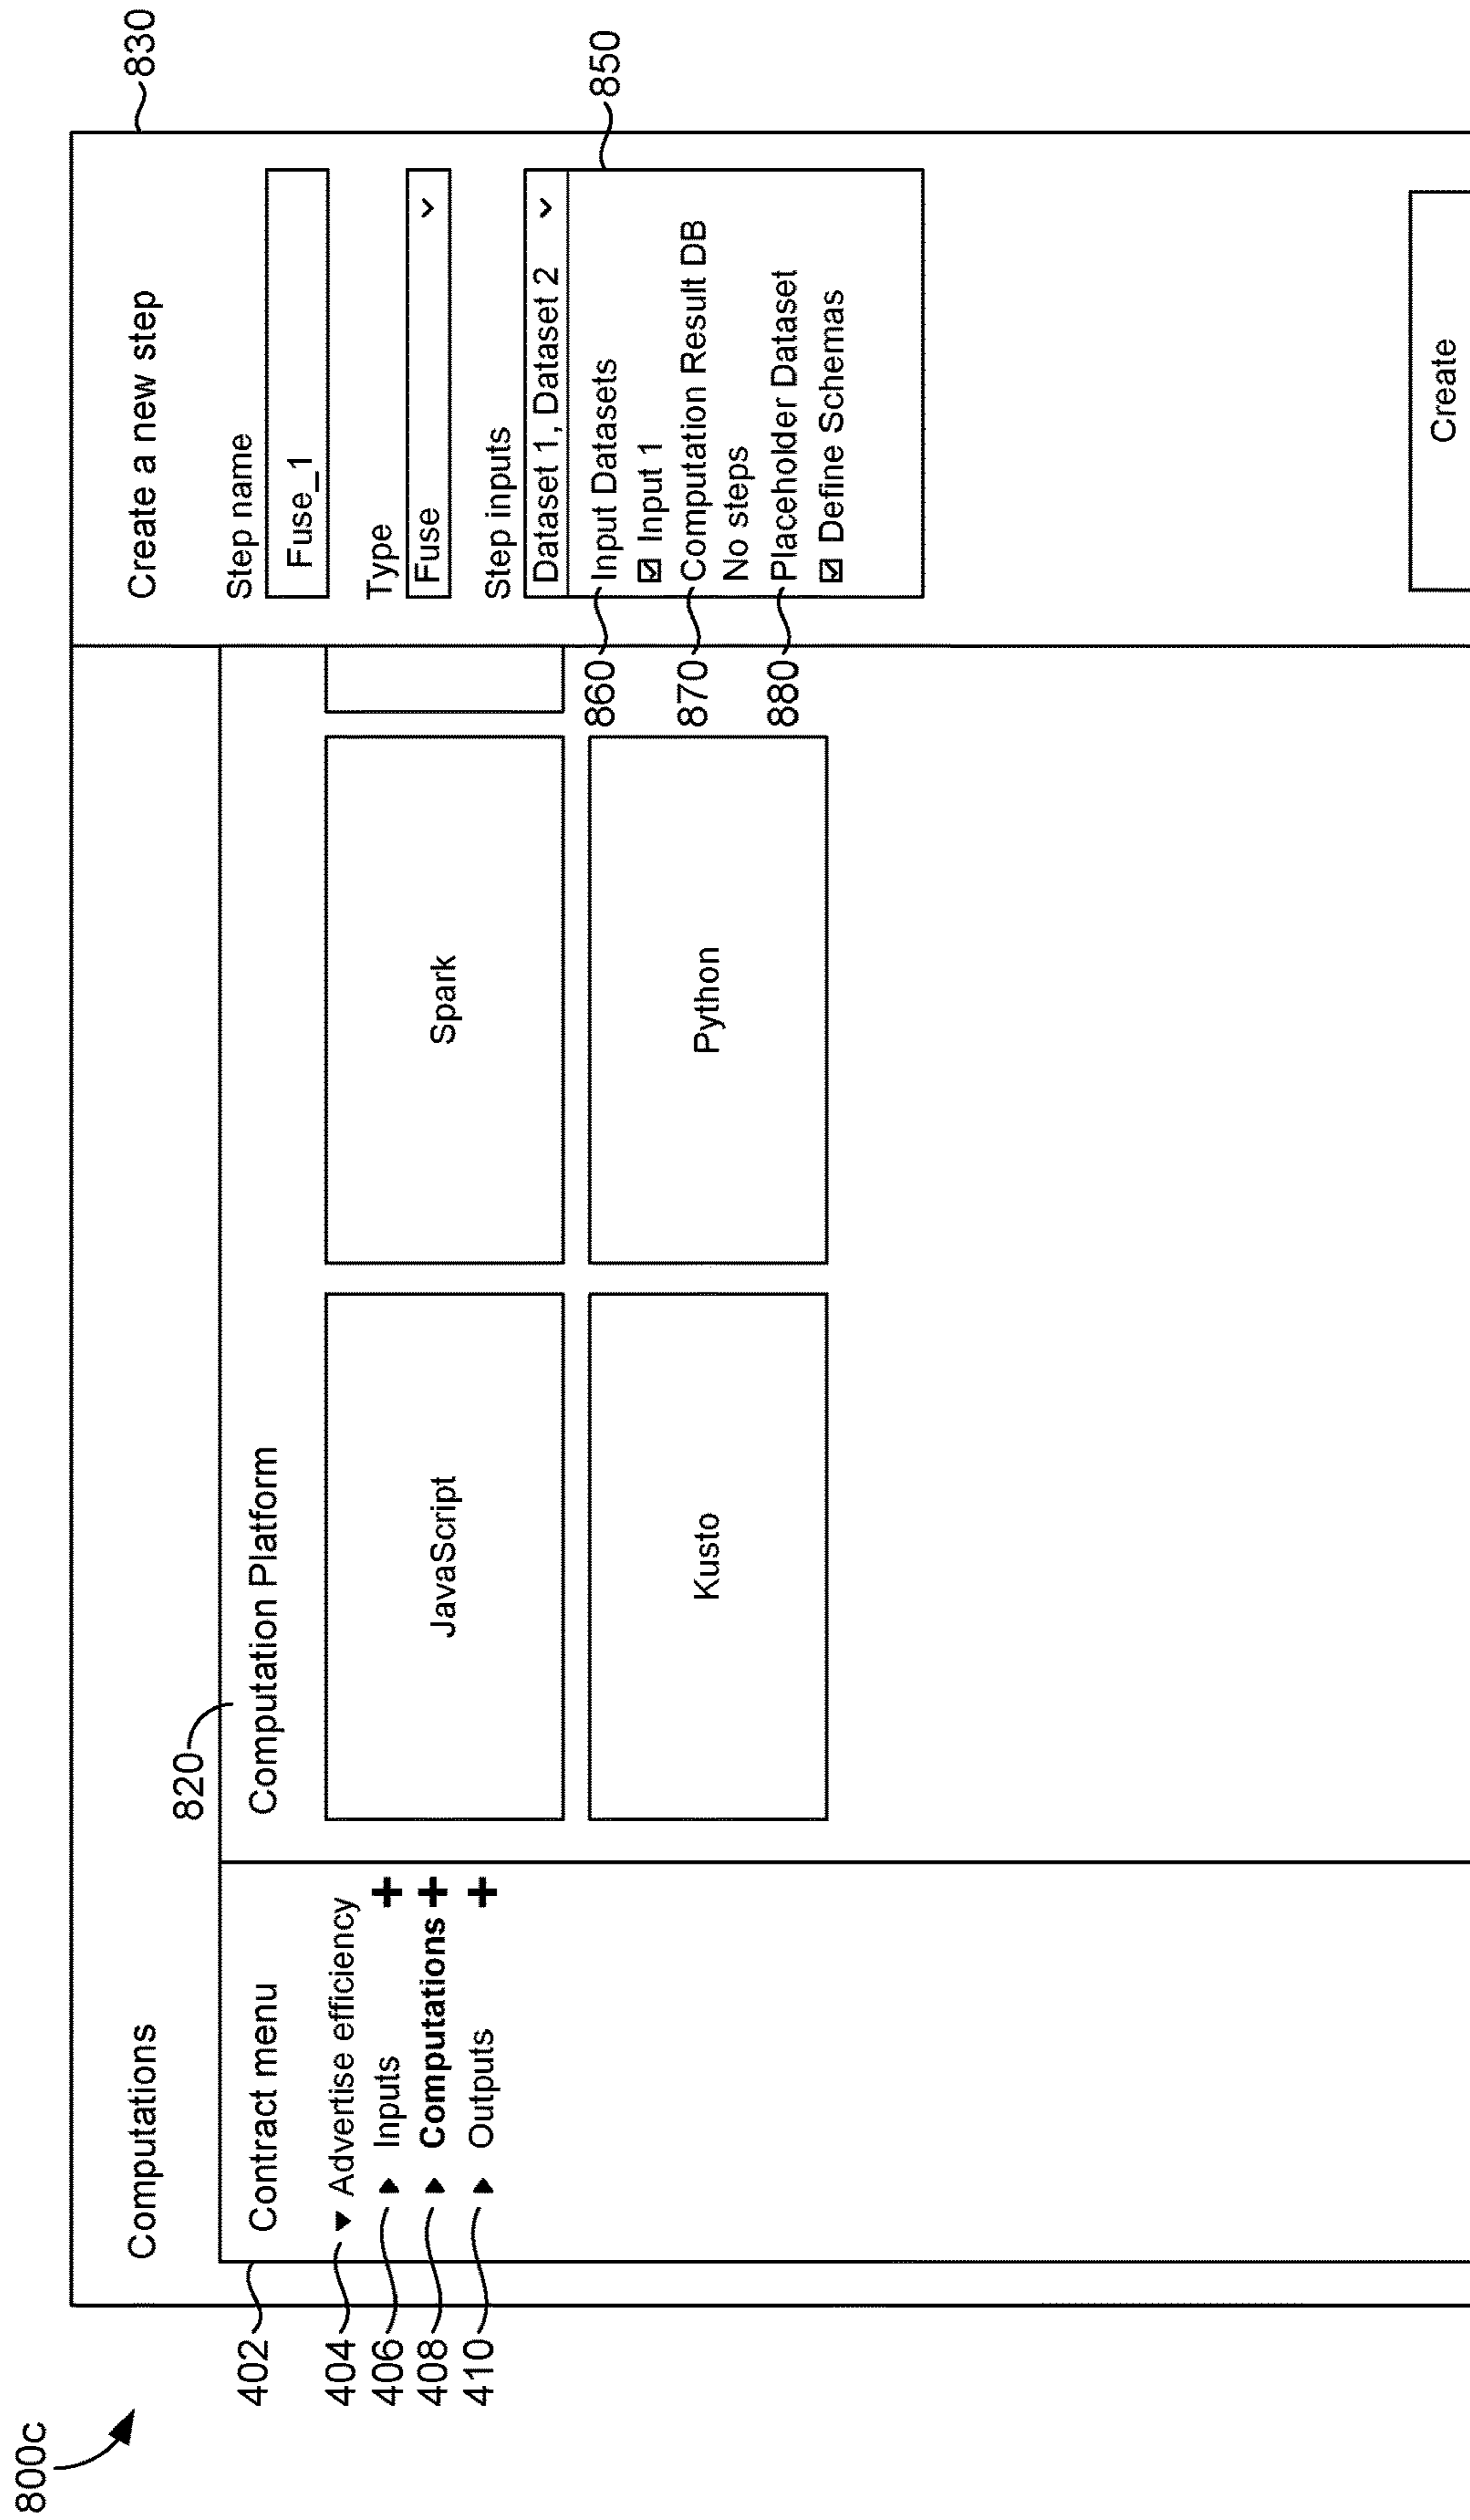 800c
Computations
402
Contract menu
404
Advertise efficiency
406
Inputs +
408
Computations +
410
Outputs +
820
Computation Platform
JavaScript
Spark
Kusto
Python
830
Create a new step
Step name
Fuse_1
Type
Fuse
Step inputs
Dataset 1, Dataset 2
850
860
Input Datasets
☑ Input 1
870
Computation Result DB
No steps
880
Placeholder Dataset
☑ Define Schemas
Create